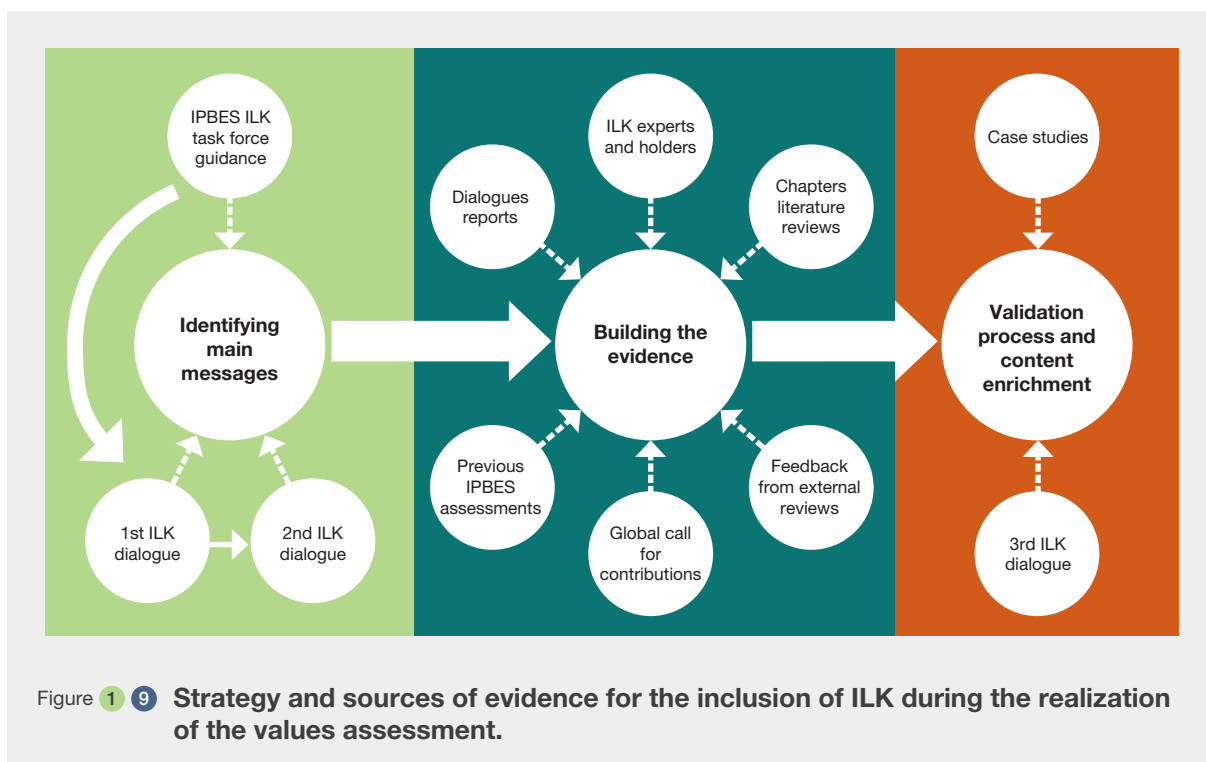 IPBES ILK
task force
guidance
Identifying
main
messages
1st ILK
dialogue
2nd ILK
dialogue
ILK experts
and holders
Dialogues
reports
Chapters
literature
reviews
Building the
evidence
Previous
IPBES
assessments
Global call
for
contributions
Feedback
from external
reviews
Case studies
Validation
process and
content
enrichment
3rd ILK
dialogue
Figure 1 9 Strategy and sources of evidence for the inclusion of ILK during the realization
of the values assessment.